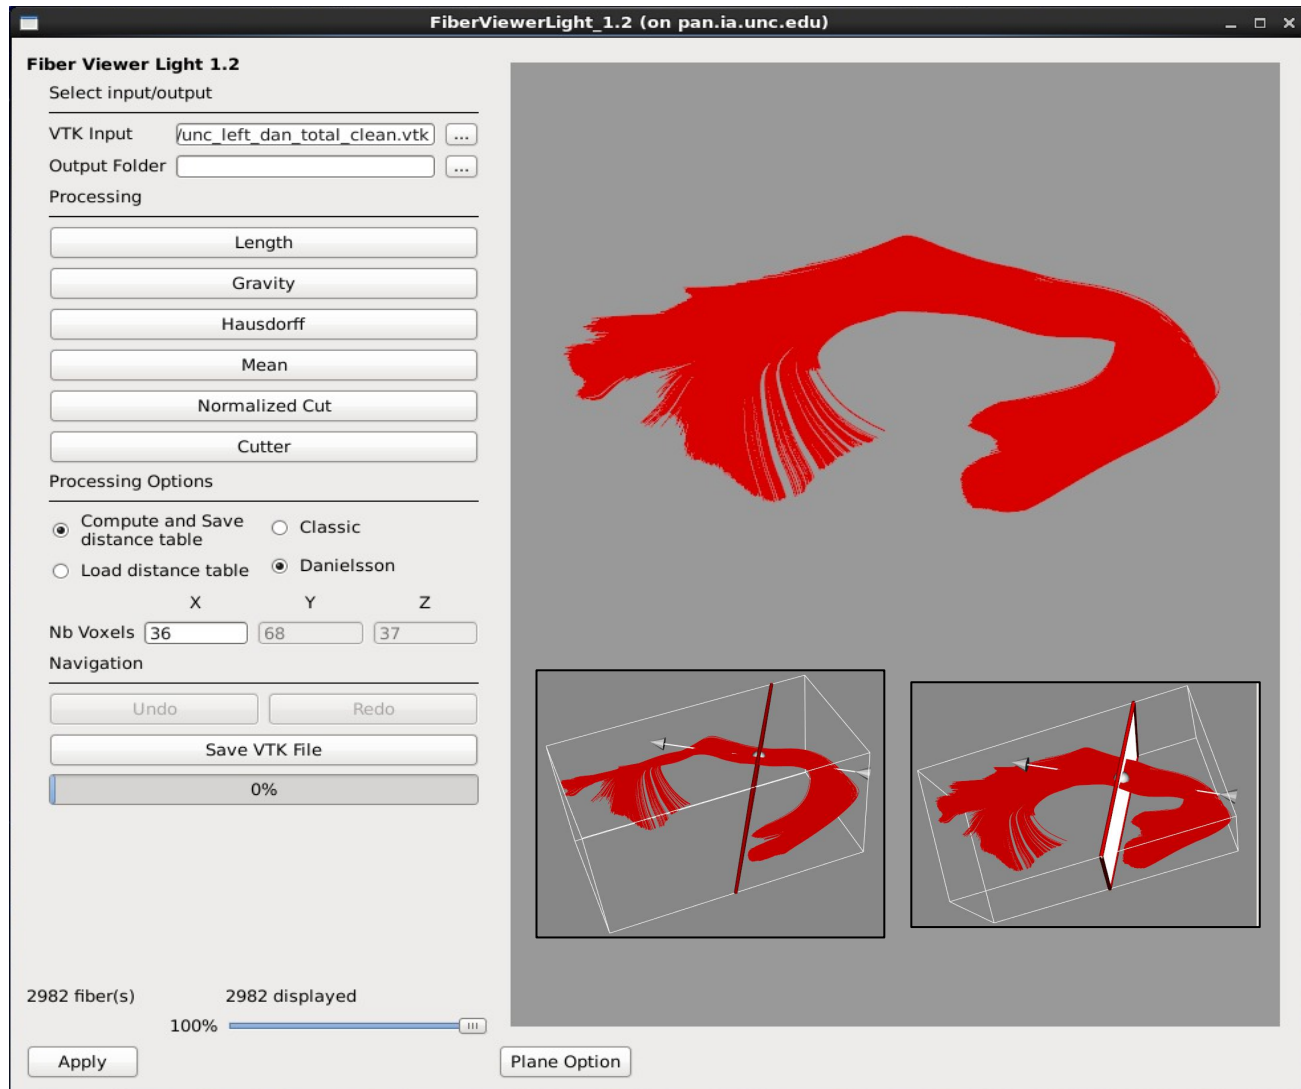 FiberViewerLight_1.2 (on pan.ia.unc.edu)
Fiber Viewer Light 1.2
Select input/output
VTK Input /unc_left_dan_total_clean.vtk ...
Output Folder ...
Processing
Length
Gravity
Hausdorff
Mean
Normalized Cut
Cutter
Processing Options
Compute and Save
distance table
Classic
Load distance table
Danielsson
X Y Z
Nb Voxels 36 68 37
Navigation
Undo Redo
Save VTK File
0%
2982 fiber(s) 2982 displayed
100%
Apply Plane Option